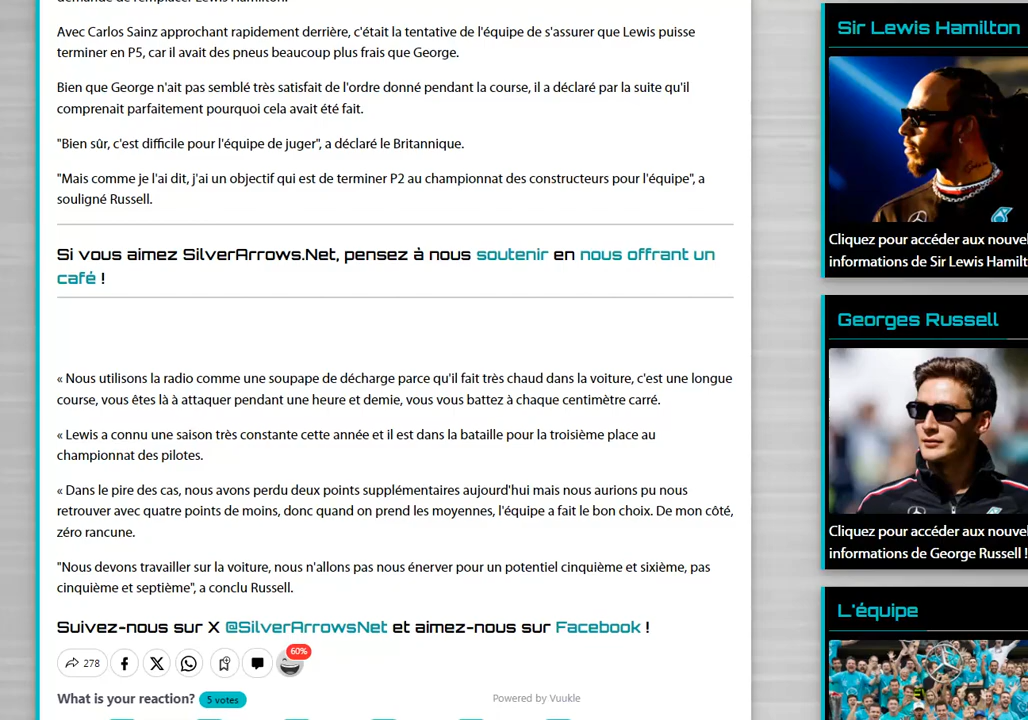 demande de remplacer Lewis Hamilton.
Avec Carlos Sainz approchant rapidement derrière, c'était la tentative de l'équipe de s'assurer que Lewis puisse
terminer en P5, car il avait des pneus beaucoup plus frais que George.
Bien que George n'ait pas semblé très satisfait de l'ordre donné pendant la course, il a déclaré par la suite qu'il
comprenait parfaitement pourquoi cela avait été fait.
"Bien sûr, c'est difficile pour l'équipe de juger", a déclaré le Britannique.
"Mais comme je l'ai dit, j'ai un objectif qui est de terminer P2 au championnat des constructeurs pour l'équipe", a
souligné Russell.
Si vous aimez SilverArrows.Net, pensez à nous soutenir en nous offrant un
café !
« Nous utilisons la radio comme une soupape de décharge parce qu'il fait très chaud dans la voiture, c'est une longue
course, vous êtes là à attaquer pendant une heure et demie, vous vous battez à chaque centimètre carré.
« Lewis a connu une saison très constante cette année et il est dans la bataille pour la troisième place au
championnat des pilotes.
« Dans le pire des cas, nous avons perdu deux points supplémentaires aujourd'hui mais nous aurions pu nous
retrouver avec quatre points de moins, donc quand on prend les moyennes, l'équipe a fait le bon choix. De mon côté,
zéro rancune.
"Nous devons travailler sur la voiture, nous n'allons pas nous énerver pour un potentiel cinquième et sixième, pas
cinquième et septième", a conclu Russell.
Suivez-nous sur X @SilverArrowsNet et aimez-nous sur Facebook !
278
60%
What is your reaction? 5 votes
Powered by Vuukle
Sir Lewis Hamilton
Cliquez pour accéder aux nouvel
informations de Sir Lewis Hamilt
Georges Russell
Cliquez pour accéder aux nouvel
informations de George Russell !
L'équipe